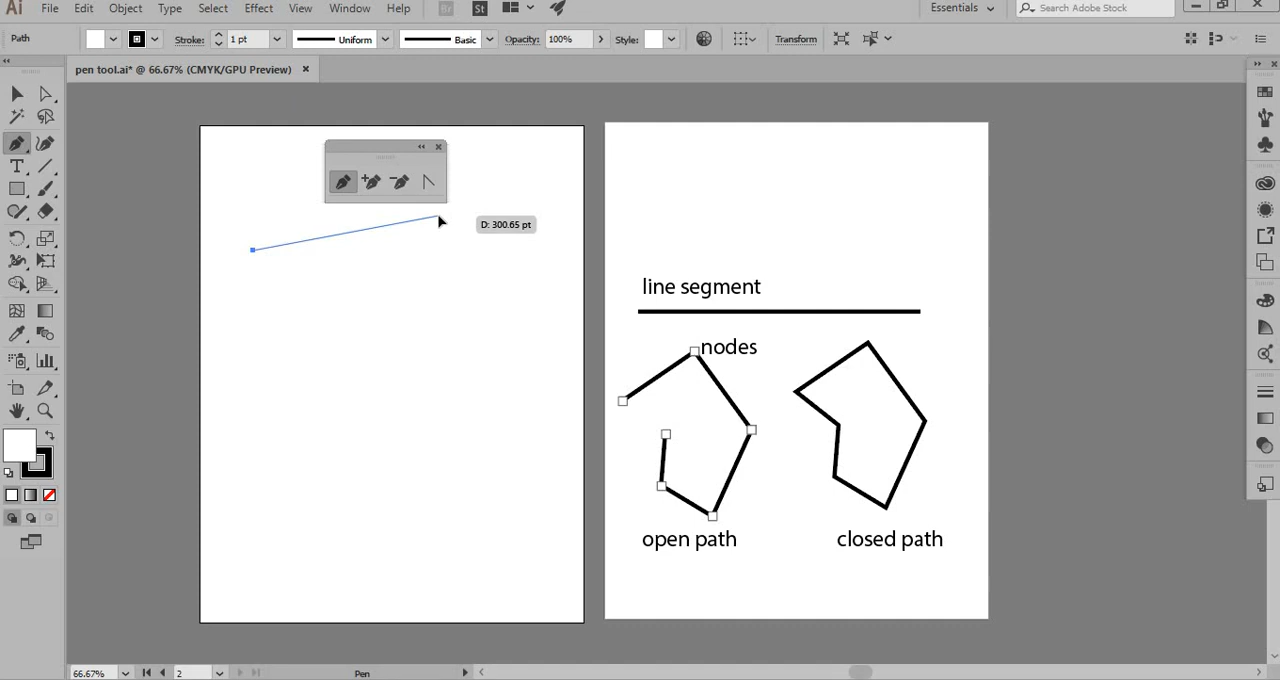 Ai File Edit Object Type Select Effect View Window Help Br St Essentials Search Adobe Stock
Path Stroke: 1 pt Uniform Basic Opacity: 100% Style: Transform
pen tool.ai* @ 66.67% (CMYK/GPU Preview)
D: 300.65 pt
line segment
nodes
open path
closed path
66.67% 2 Pen